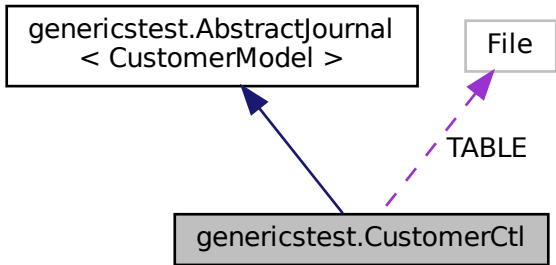 genericstest.AbstractJournal
< CustomerModel >
File
TABLE
genericstest.CustomerCtl